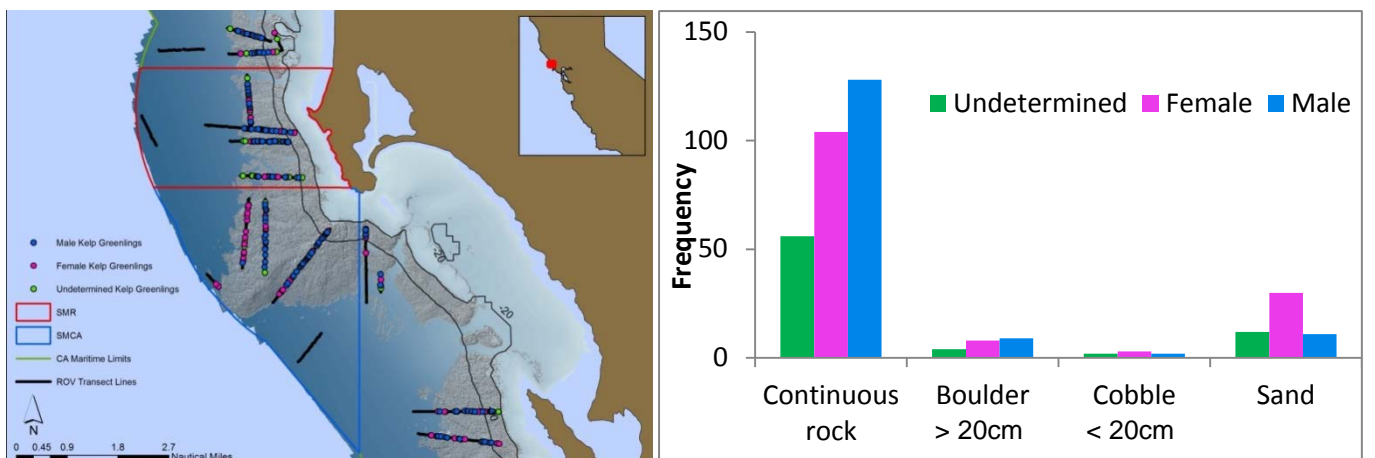 -20
-20
Male Kelp Greenlings
Female Kelp Greenlings
Undetermined Kelp Greenlings
SMR
SMCA
CA Maritime Limits
ROV Transect Lines
N
0 0.45 0.9 1.8 2.7
Nautical Miles
150
100
50
0
Frequency
Undetermined Female Male
Continuous rock
Boulder > 20cm
Cobble < 20cm
Sand